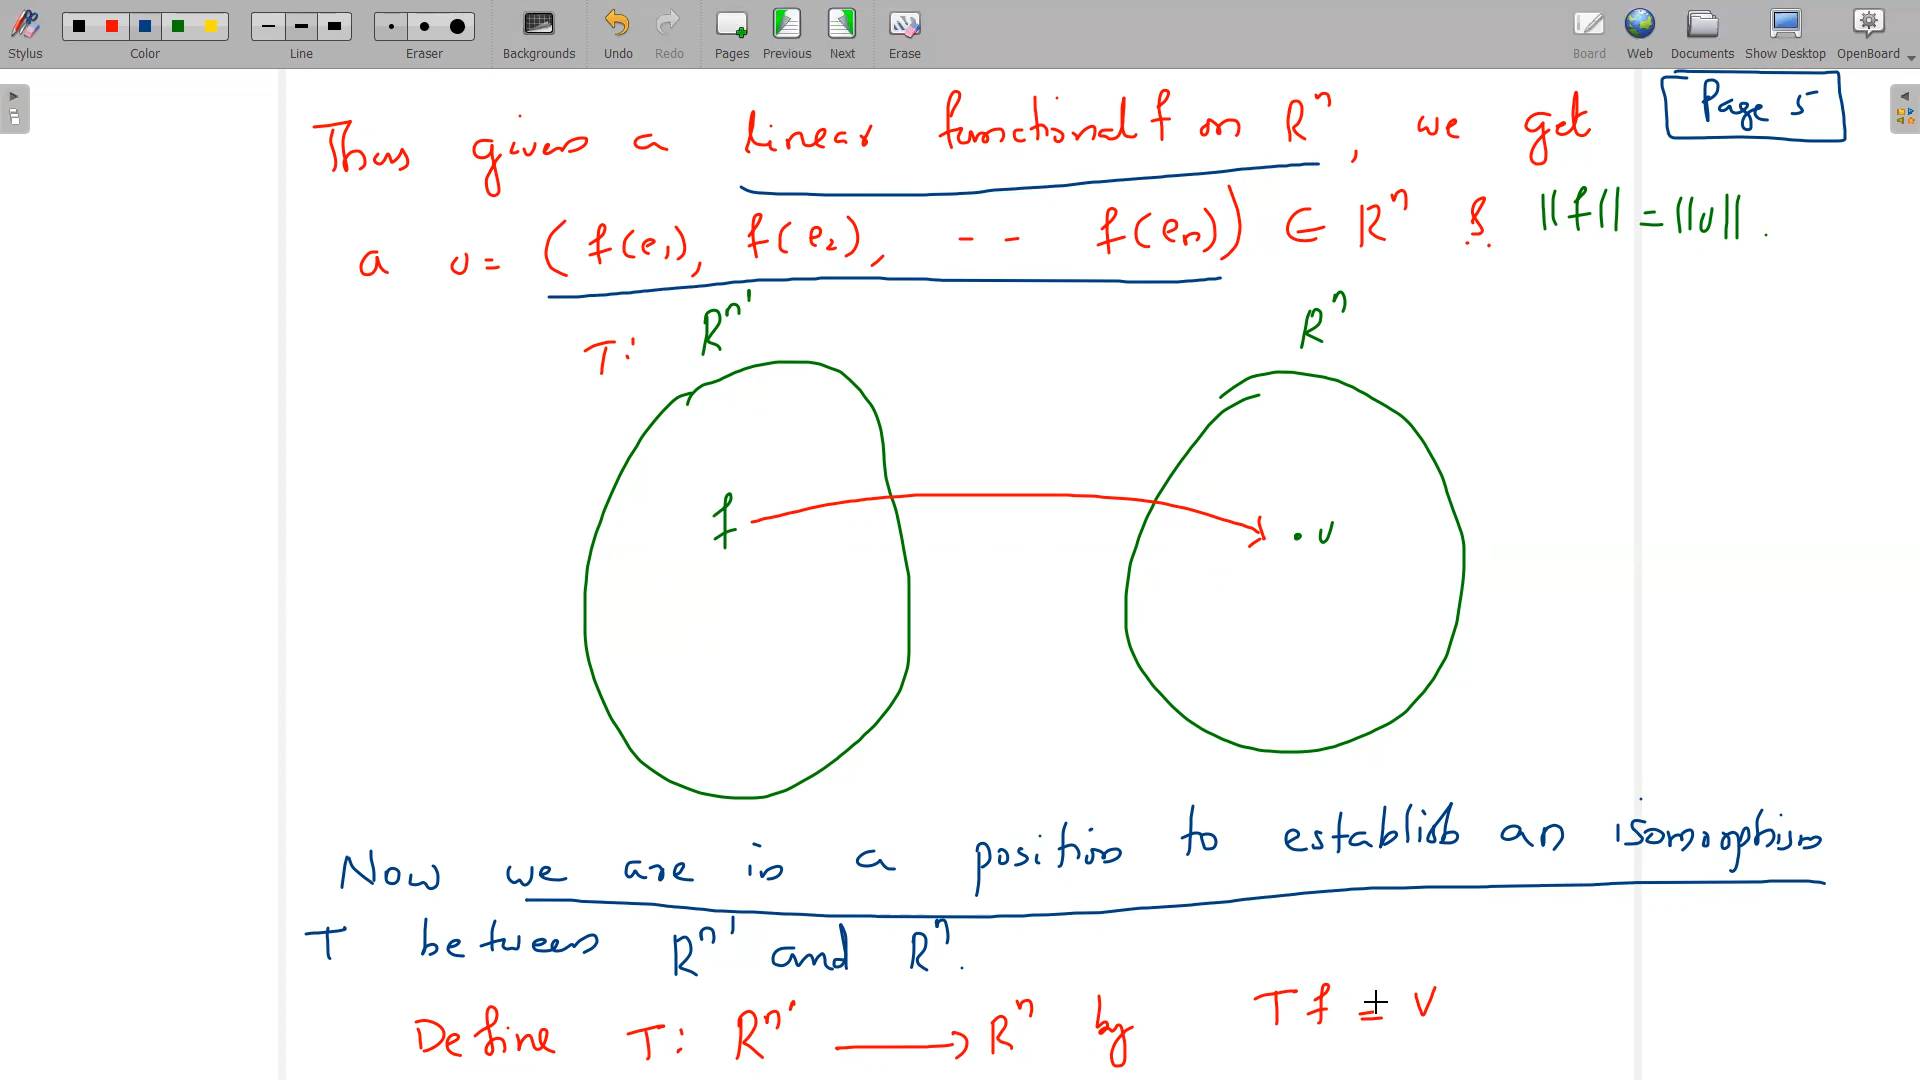 Stylus Color Line Eraser Backgrounds Undo Redo Pages Previous Next Erase Board Web Documents Show Desktop OpenBoard
Page 5
Thus given a linear functional f on R^n, we get
a v = (f(e₁), f(e₂), -- f(eₙ)) ∈ R^n & ||f|| = ||v||.
T: R^n' R^n
f .v
Now we are in a position to establish an isomorphism
T between R^n' and R^n.
Define T: R^n' → R^n by Tf = v